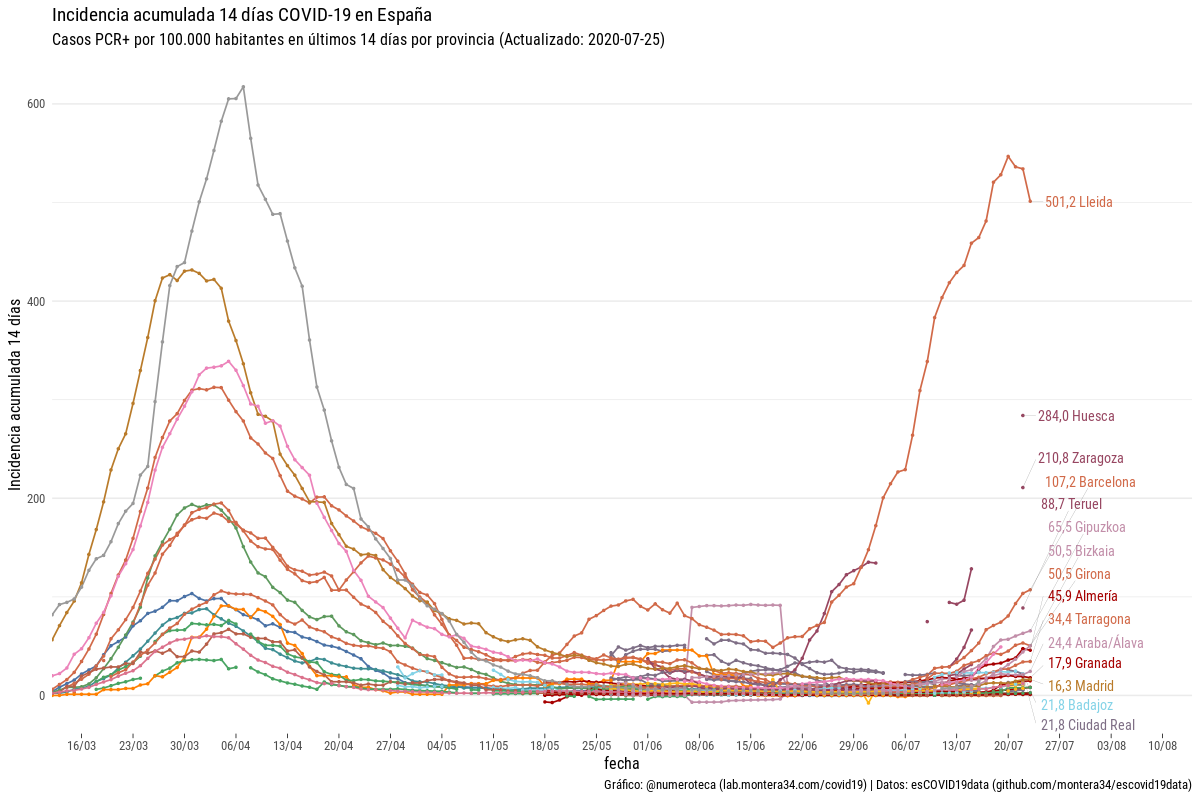 Incidencia acumulada 14 días COVID-19 en España
Casos PCR+ por 100.000 habitantes en últimos 14 días por provincia (Actualizado: 2020-07-25)
Incidencia acumulada 14 días
600
400
200
0
501,2 Lleida
284,0 Huesca
210,8 Zaragoza
107,2 Barcelona
88,7 Teruel
65,5 Gipuzkoa
50,5 Bizkaia
50,5 Girona
45,9 Almería
34,4 Tarragona
24,4 Araba/Álava
17,9 Granada
16,3 Madrid
21,8 Badajoz
21,8 Ciudad Real
16/03 23/03 30/03 06/04 13/04 20/04 27/04 04/05 11/05 18/05 25/05 01/06 08/06 15/06 22/06 29/06 06/07 13/07 20/07 27/07 03/08 10/08
fecha
Gráfico: @numeroteca (lab.montera34.com/covid19) | Datos: esCOVID19data (github.com/montera34/escovid19data)